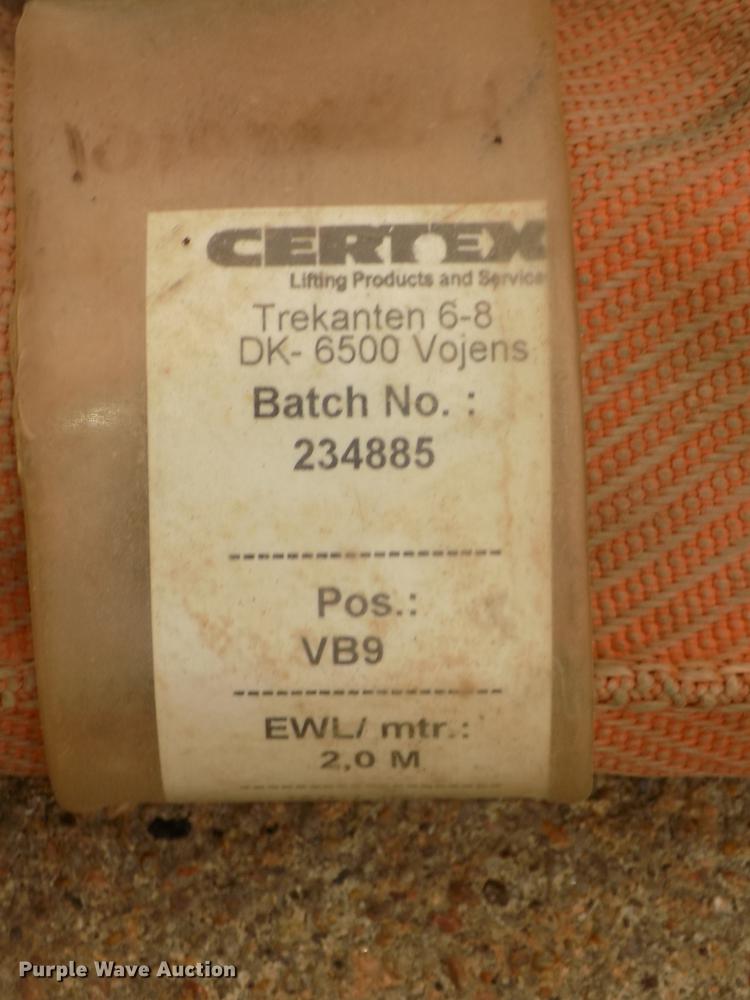 CERTEX
Lifting Products and Service
Trekanten 6-8
DK- 6500 Vojens
Batch No. :
234885
Pos.:
VB9
EWL/ mtr.:
2,0 M
Purple Wave Auction